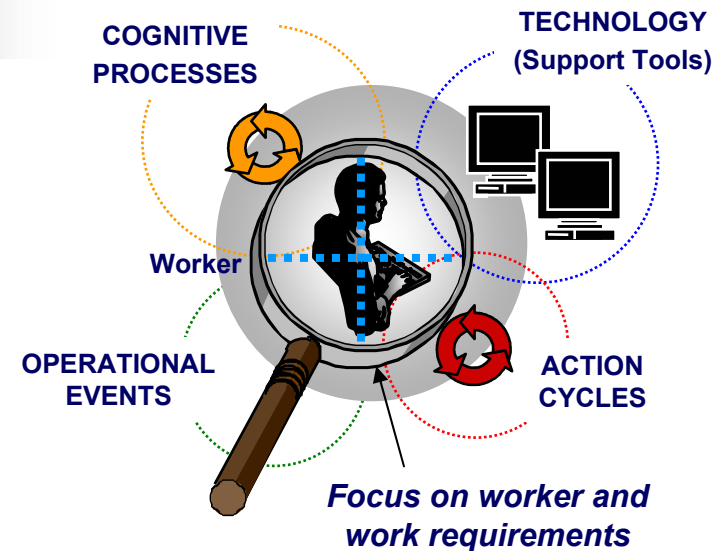 COGNITIVE
PROCESSES
TECHNOLOGY
(Support Tools)
Worker
OPERATIONAL
EVENTS
ACTION
CYCLES
Focus on worker and
work requirements